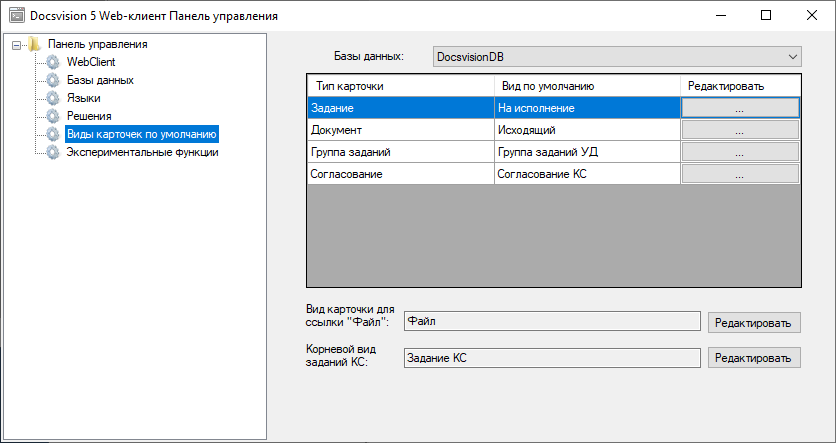 Docsvision 5 Web-клиент Панель управления
Панель управления
WebClient
Базы данных
Языки
Решения
Виды карточек по умолчанию
Экспериментальные функции
Базы данных: DocsvisionDB
Тип карточки Вид по умолчанию Редактировать
Задание На исполнение ...
Документ Исходящий ...
Группа заданий Группа заданий УД ...
Согласование Согласование КС ...
Вид карточки для
ссылки "Файл": Файл Редактировать
Корневой вид
заданий КС: Задание КС Редактировать